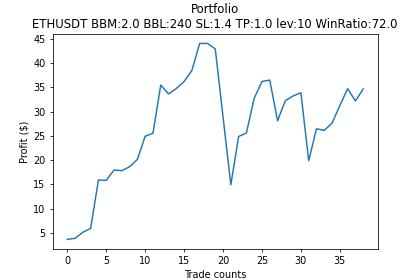 Portfolio
ETHUSDT BBM:2.0 BBL:240 SL:1.4 TP:1.0 lev:10 WinRatio:72.0
45
40
35
30
25
20
15
10
5
Profit ($)
0 5 10 15 20 25 30 35
Trade counts